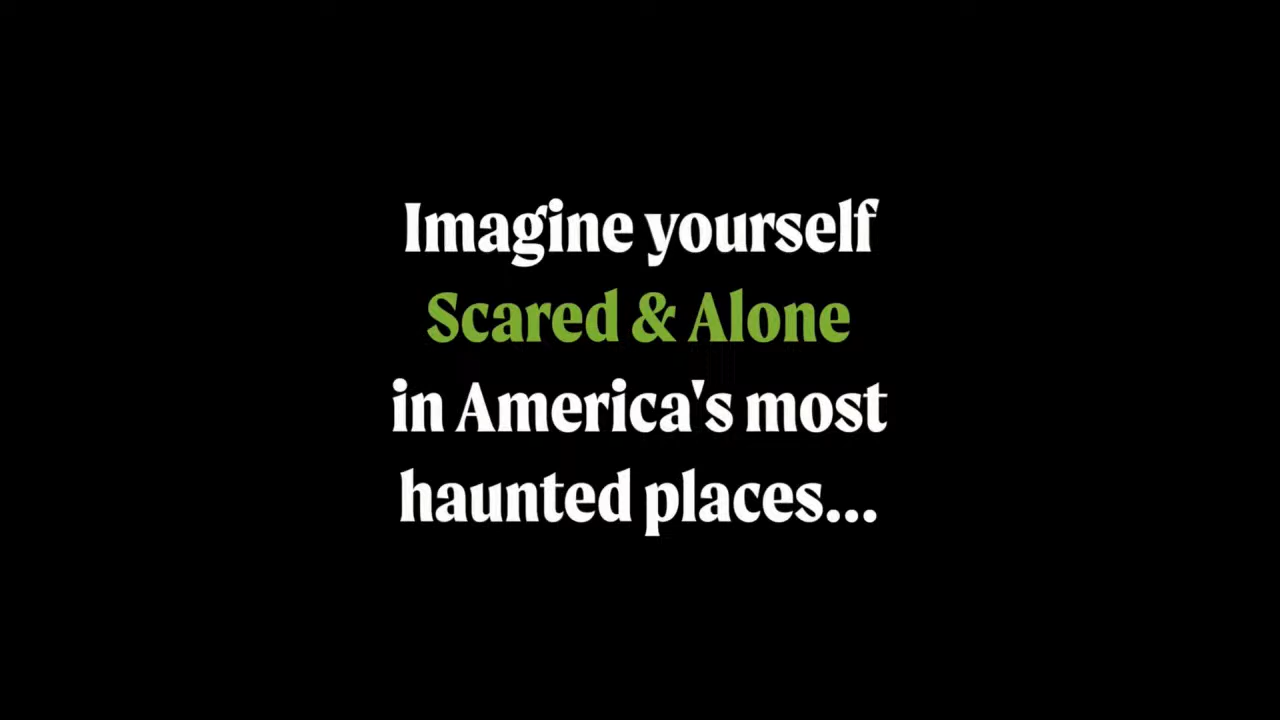 Imagine yourself
Scared & Alone
in America's most
haunted places...